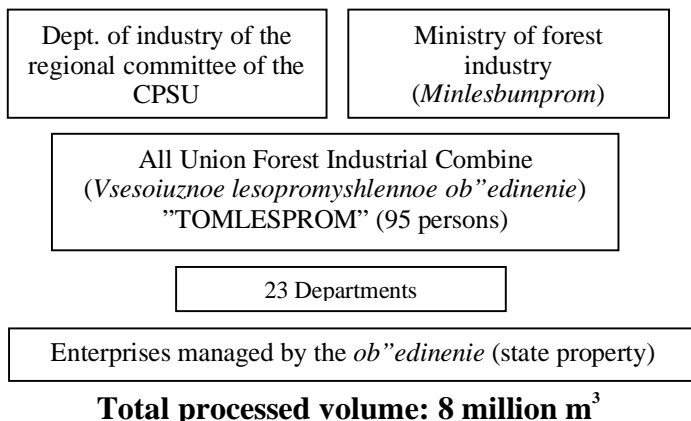 Dept. of industry of the
regional committee of the
CPSU
Ministry of forest
industry
(Minlesbumprom)
All Union Forest Industrial Combine
(Vsesoiuznoe lesopromyshlennoe ob”edinenie)
”TOMLESPROM” (95 persons)
23 Departments
Enterprises managed by the ob”edinenie (state property)
Total processed volume: 8 million m³